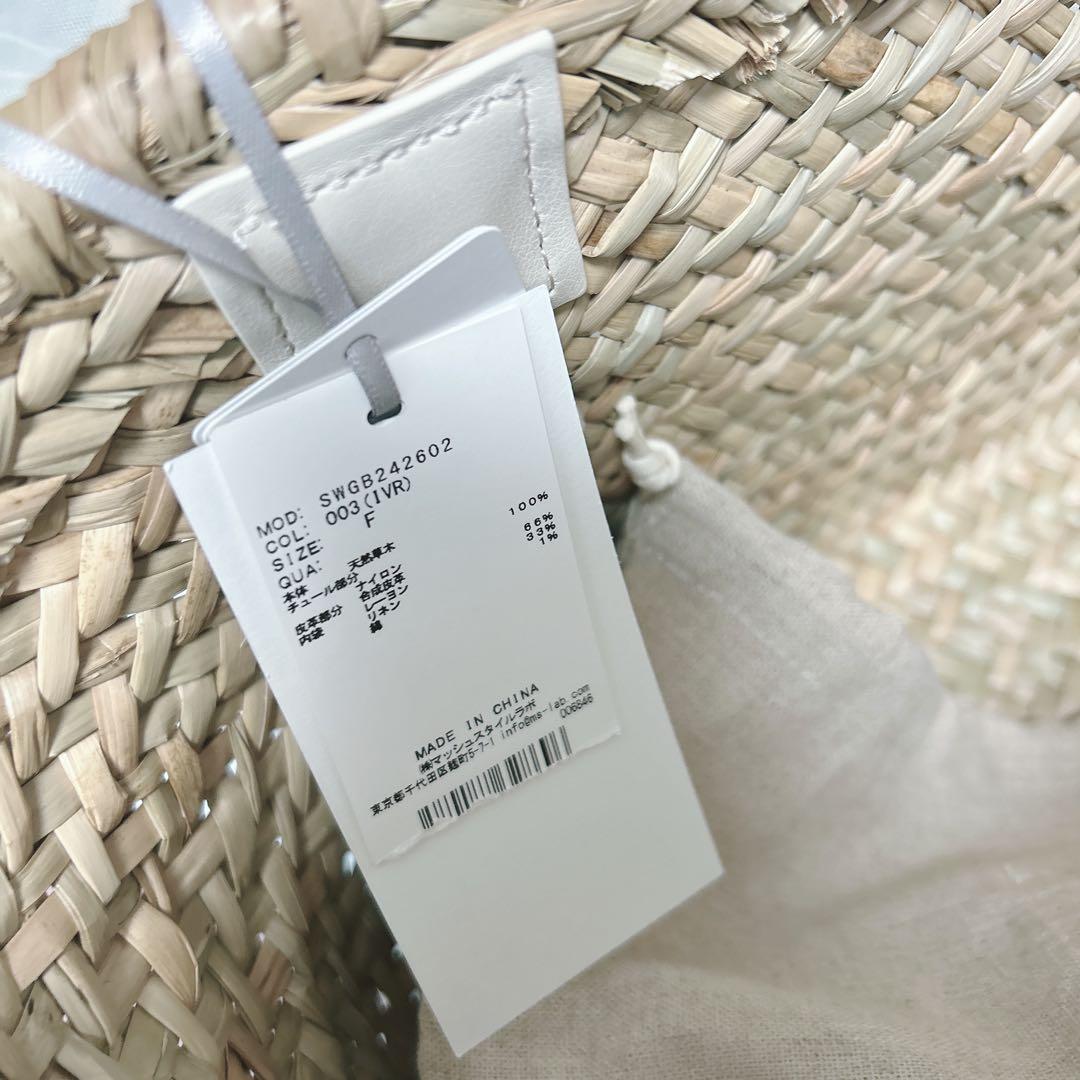 MOD: SWGB242602
COL: 003(IVR)
SIZE: F
QUA:
本体 天然草木
チュール部分 ナイロン 100%
合成皮革
皮革部分 レーヨン 66%
内袋 リネン 33%
綿 1%
MADE IN CHINA
㈱マッシュスタイルラボ
東京都千代田区麹町5-7-1 info@ms-lab.com
006846